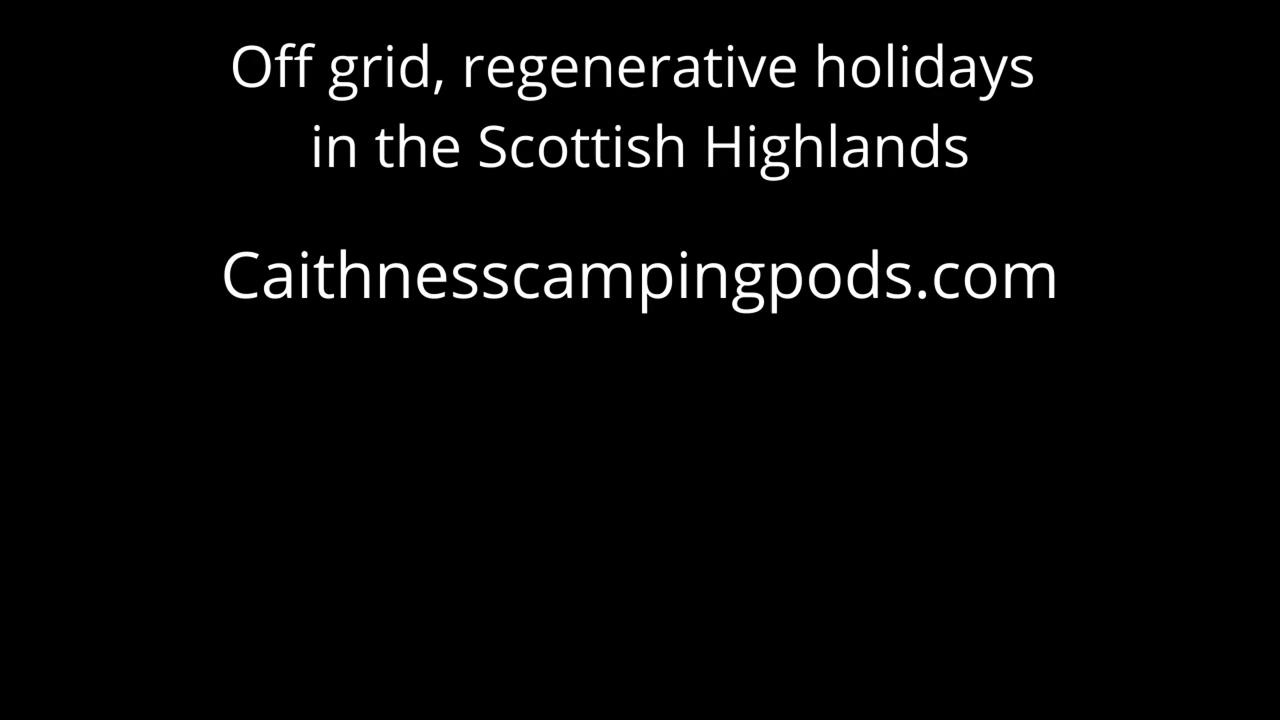 Off grid, regenerative holidays
in the Scottish Highlands
Caithnesscampingpods.com